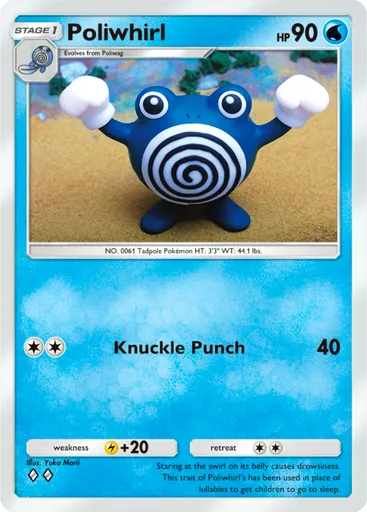 STAGE 1
Poliwhirl
HP 90
Evolves from Poliwag
NO. 0061 Tadpole Pokémon HT: 3'3" WT: 44.1 lbs.
Knuckle Punch 40
weakness +20 retreat
Illus. Yuka Morii
Staring at the swirl on its belly causes drowsiness.
This trait of Poliwhirl's has been used in place of
lullabies to get children to go to sleep.